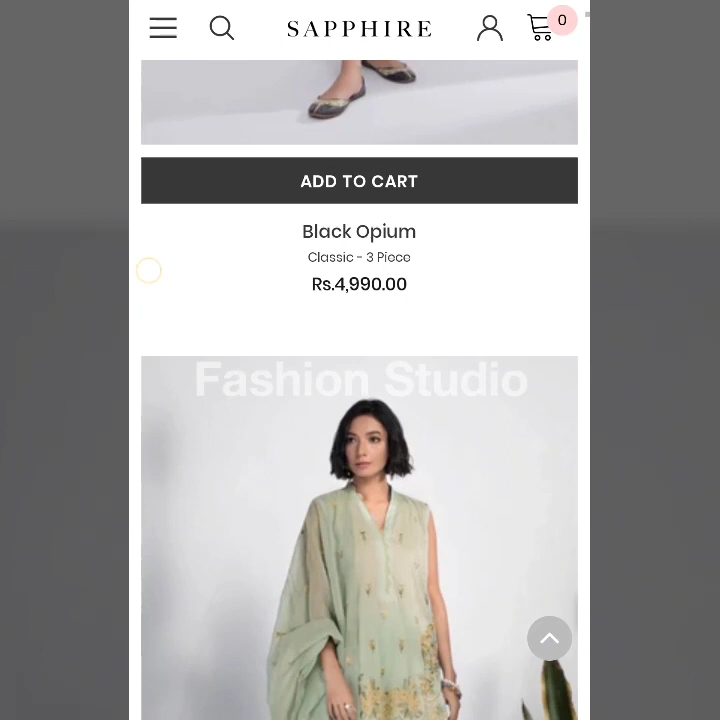 SAPPHIRE
0
ADD TO CART
Black Opium
Classic - 3 Piece
Rs.4,990.00
Fashion Studio